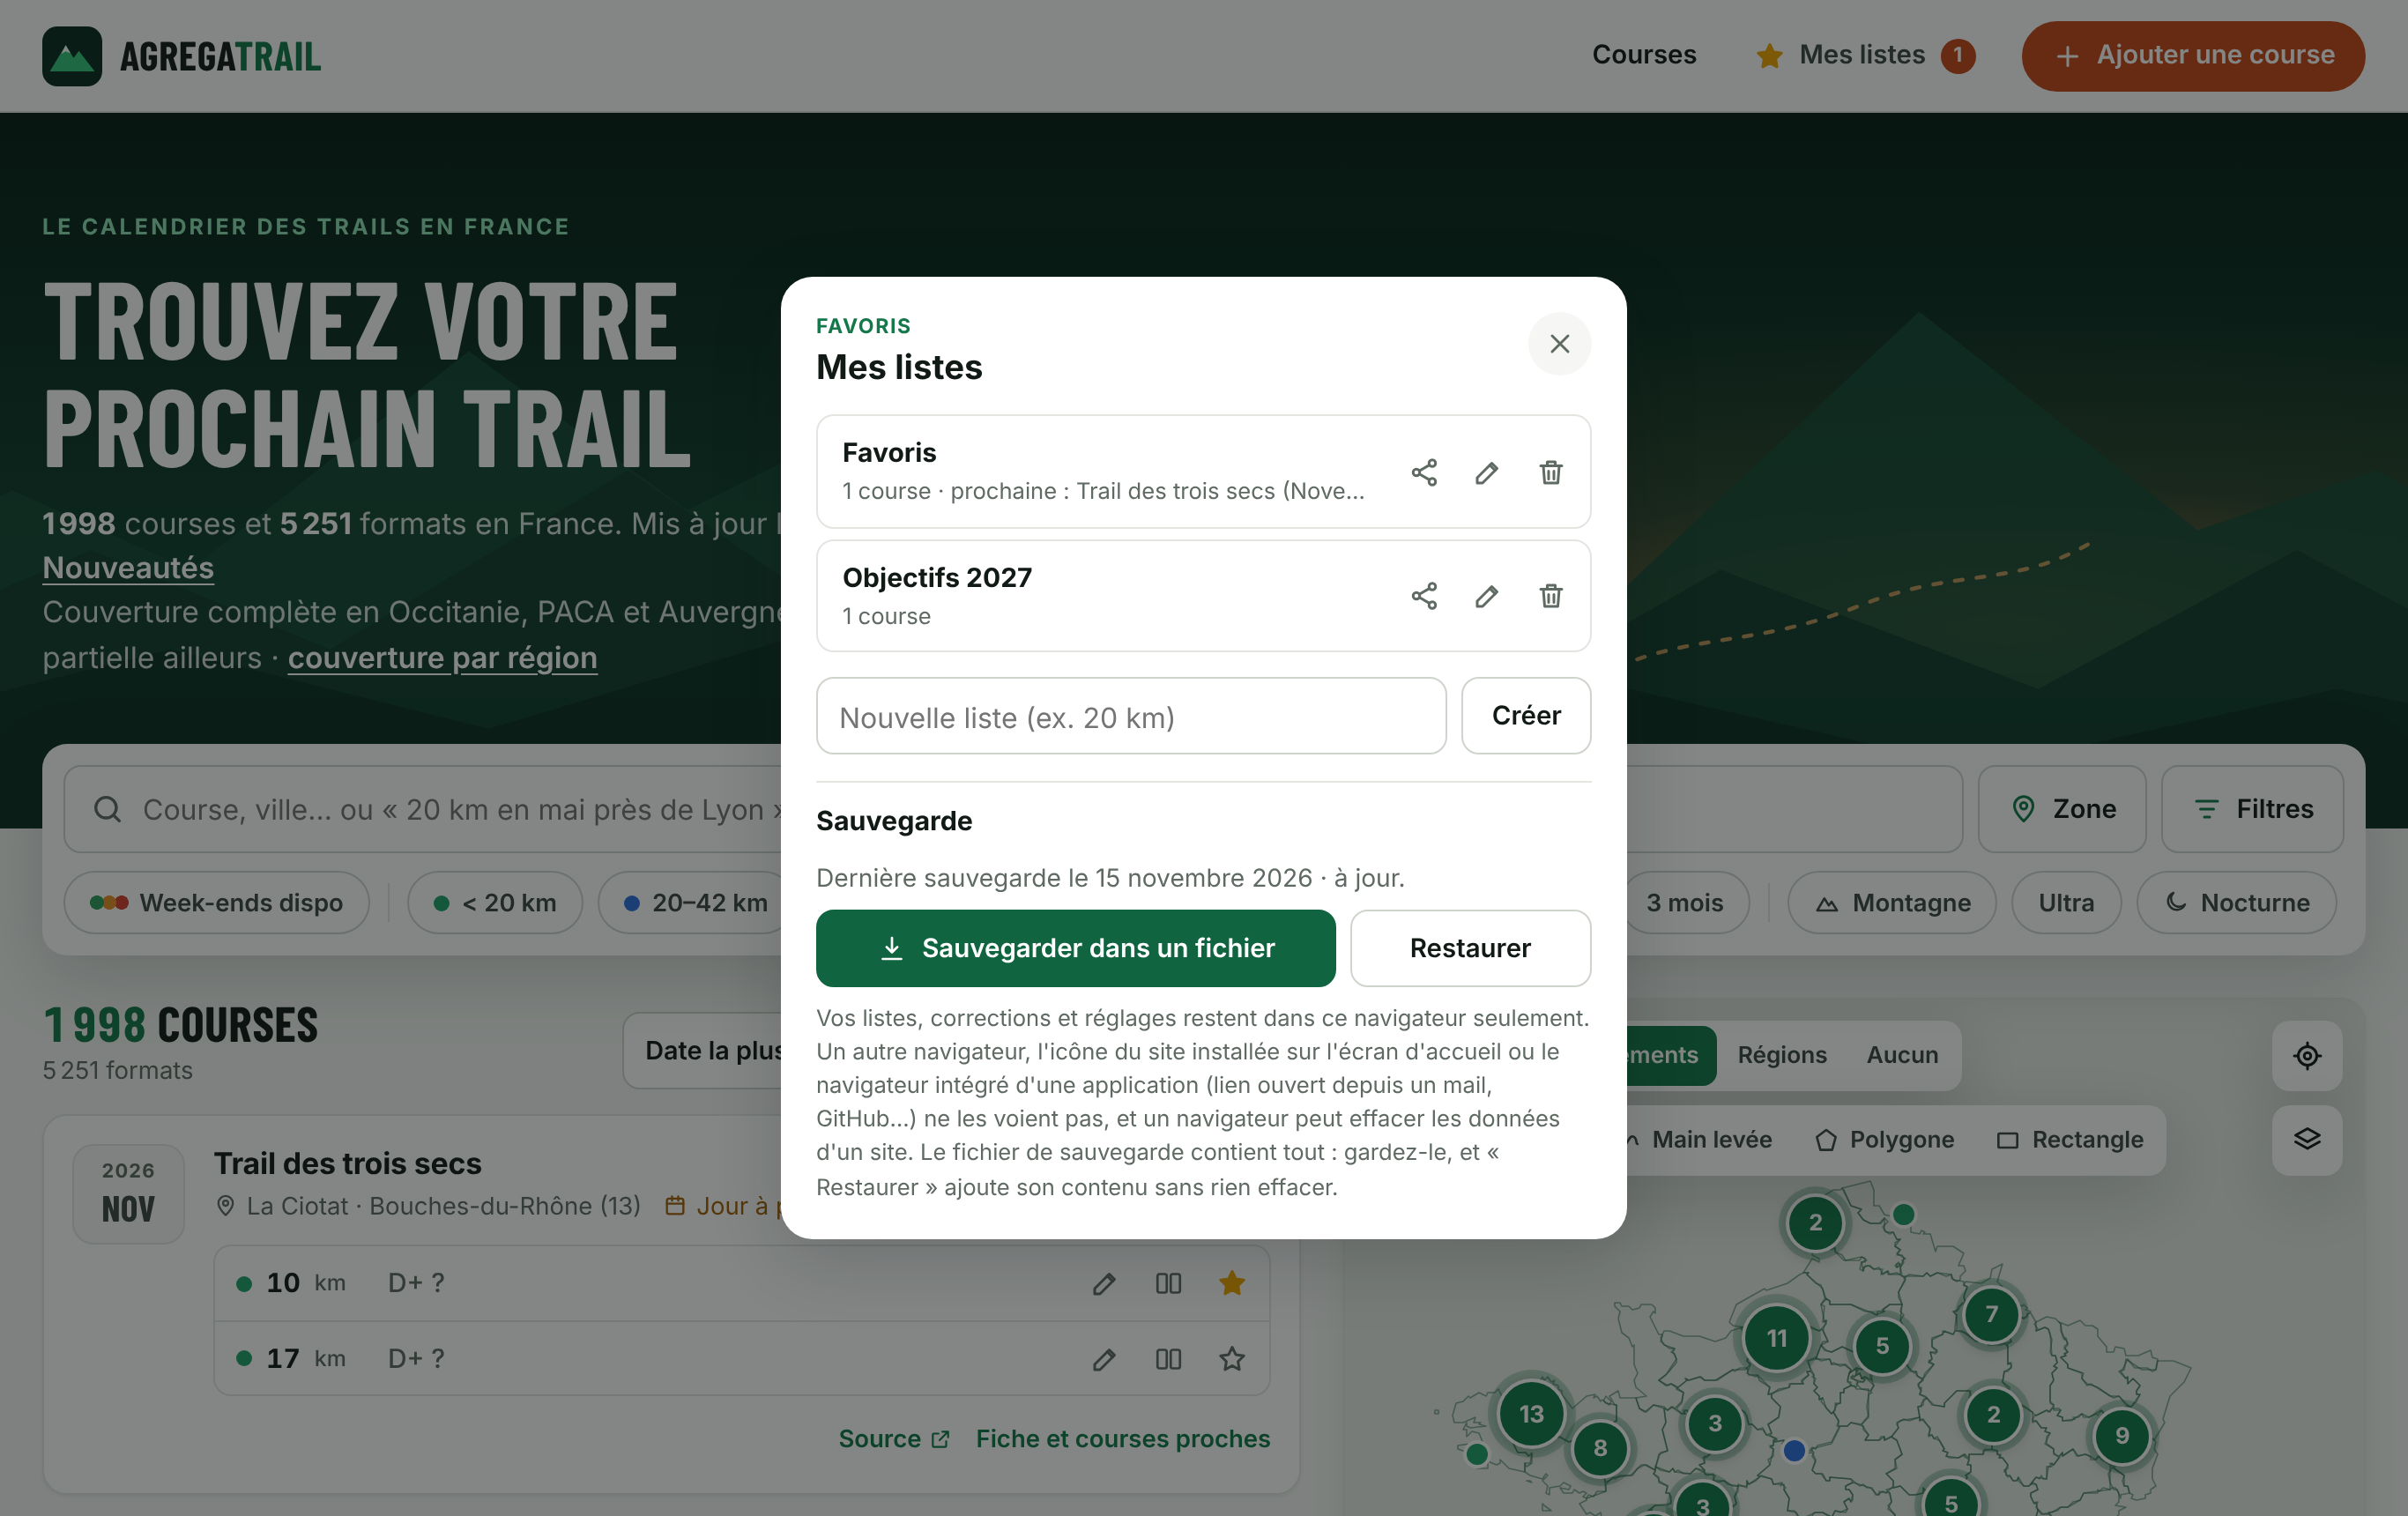 AGREGATRAIL
Courses
Mes listes 1
Ajouter une course
LE CALENDRIER DES TRAILS EN FRANCE
TROUVEZ VOTRE
PROCHAIN TRAIL
1 998 courses et 5 251 formats en France. Mis à jour
Nouveautés
Couverture complète en Occitanie, PACA et Auvergne
partielle ailleurs · couverture par région
FAVORIS
Mes listes
Favoris
1 course · prochaine : Trail des trois secs (Nove...
Objectifs 2027
1 course
Nouvelle liste (ex. 20 km)
Créer
Sauvegarde
Dernière sauvegarde le 15 novembre 2026 · à jour.
Sauvegarder dans un fichier
Restaurer
Vos listes, corrections et réglages restent dans ce navigateur seulement.
Un autre navigateur, l'icône du site installée sur l'écran d'accueil ou le
navigateur intégré d'une application (lien ouvert depuis un mail,
GitHub...) ne les voient pas, et un navigateur peut effacer les données
d'un site. Le fichier de sauvegarde contient tout : gardez-le, et «
Restaurer » ajoute son contenu sans rien effacer.
Course, ville... ou « 20 km en mai près de Lyon »
Zone
Filtres
Week-ends dispo
< 20 km
20–42 km
3 mois
Montagne
Ultra
Nocturne
1 998 COURSES
5 251 formats
Date la plus
2026
NOV
Trail des trois secs
La Ciotat · Bouches-du-Rhône (13)
Jour à
10 km D+ ?
17 km D+ ?
Source
Fiche et courses proches
ements
Régions
Aucun
Main levée
Polygone
Rectangle
2
7
11
5
13
8
3
2
9
3
5